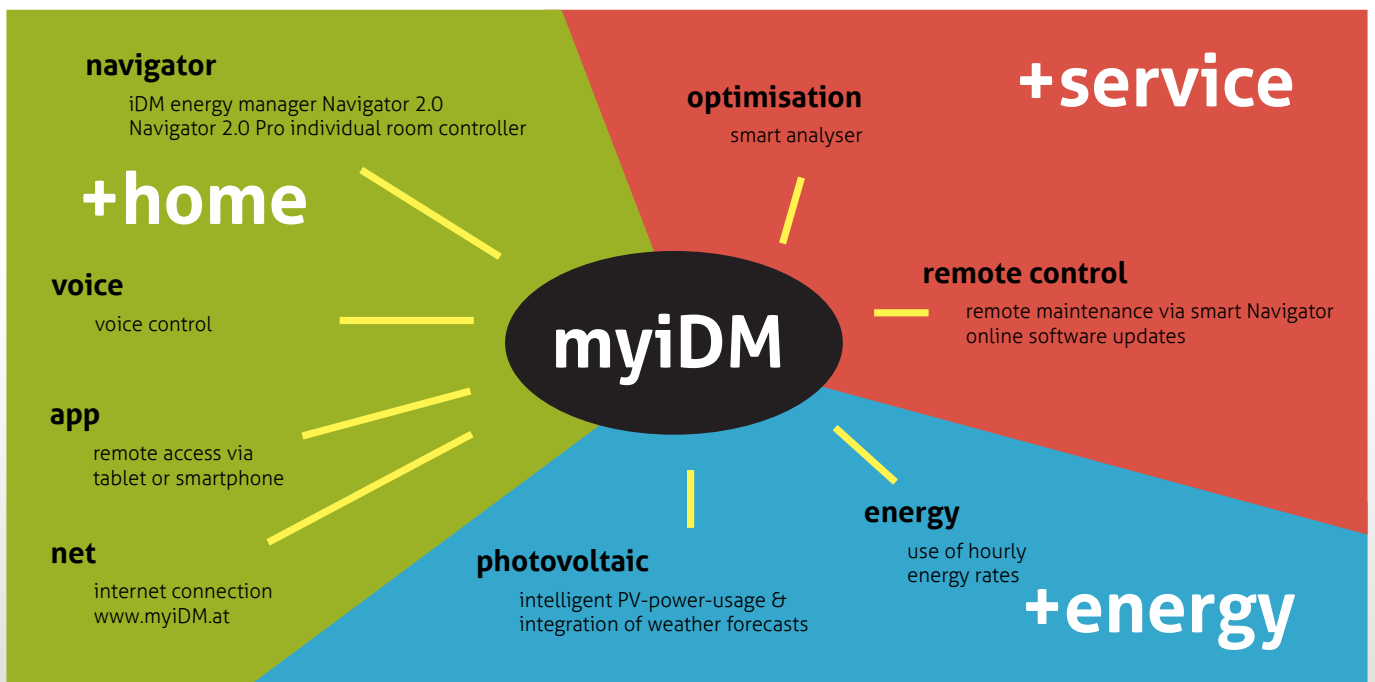 navigator
iDM energy manager Navigator 2.0
Navigator 2.0 Pro individual room controller
+home
voice
voice control
app
remote access via
tablet or smartphone
net
internet connection
www.myiDM.at
myiDM
optimisation
smart analyser
+service
remote control
remote maintenance via smart Navigator
online software updates
photovoltaic
intelligent PV-power-usage &
integration of weather forecasts
energy
use of hourly
energy rates
+energy